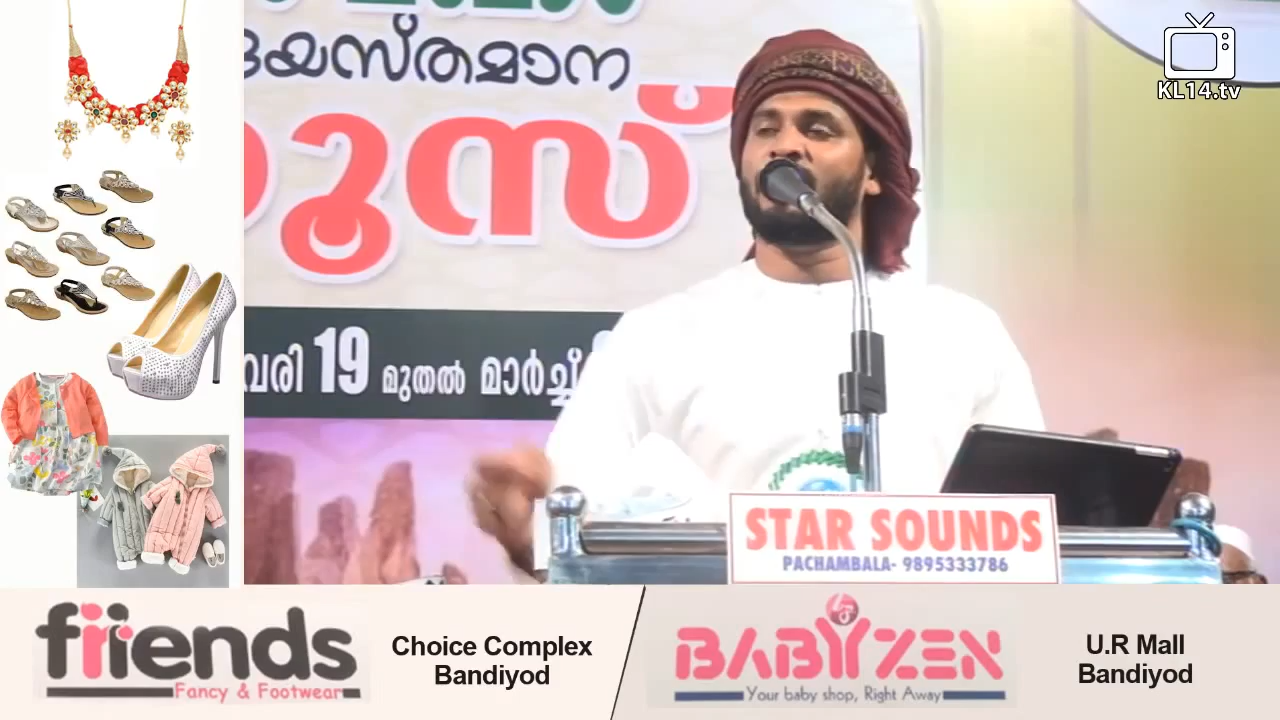 യസ്തമാന
ൂസ്
വരി 19 മുതൽ മാർച്ച്
KL14.tv
STAR SOUNDS
PACHAMBALA- 9895333786
friends
Fancy & Footwear
Choice Complex
Bandiyod
BABYZEN
Your baby shop, Right Away
U.R Mall
Bandiyod